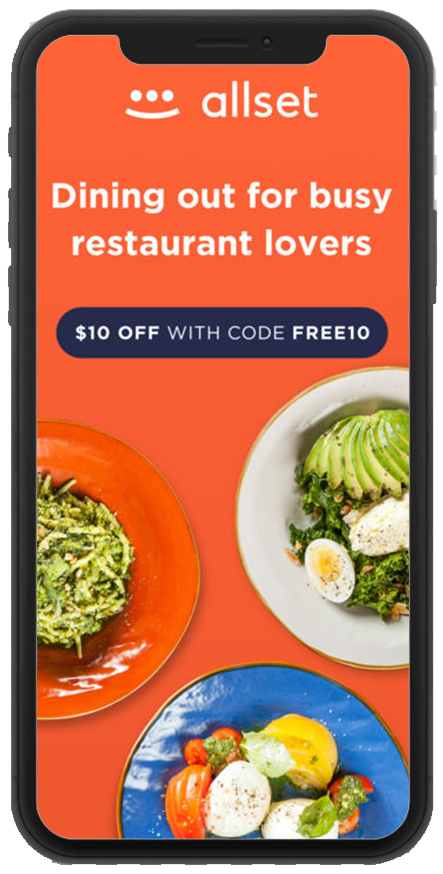 allset
Dining out for busy
restaurant lovers
$10 OFF WITH CODE FREE10